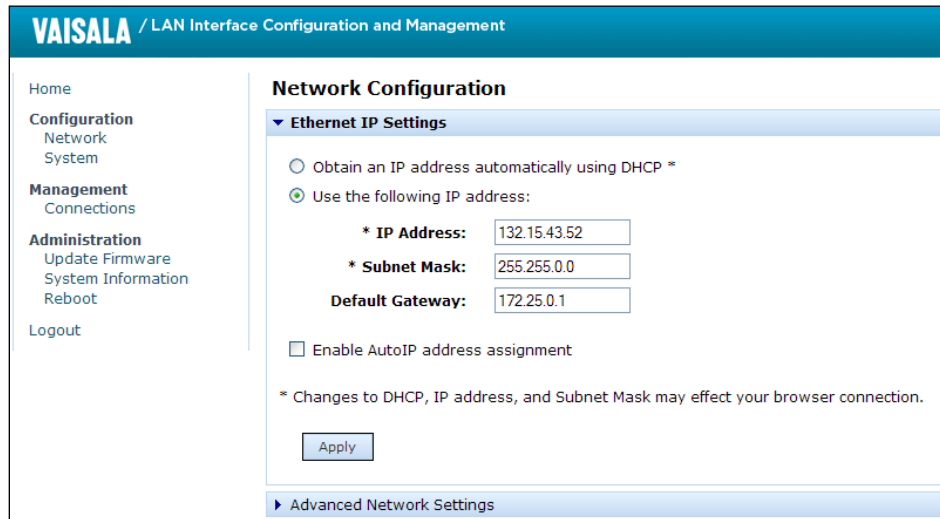 VAISALA / LAN Interface Configuration and Management
Home
Configuration
Network
System
Management
Connections
Administration
Update Firmware
System Information
Reboot
Logout
Network Configuration
Ethernet IP Settings
Obtain an IP address automatically using DHCP *
Use the following IP address:
* IP Address: 132.15.43.52
* Subnet Mask: 255.255.0.0
Default Gateway: 172.25.0.1
Enable AutoIP address assignment
* Changes to DHCP, IP address, and Subnet Mask may effect your browser connection.
Apply
Advanced Network Settings